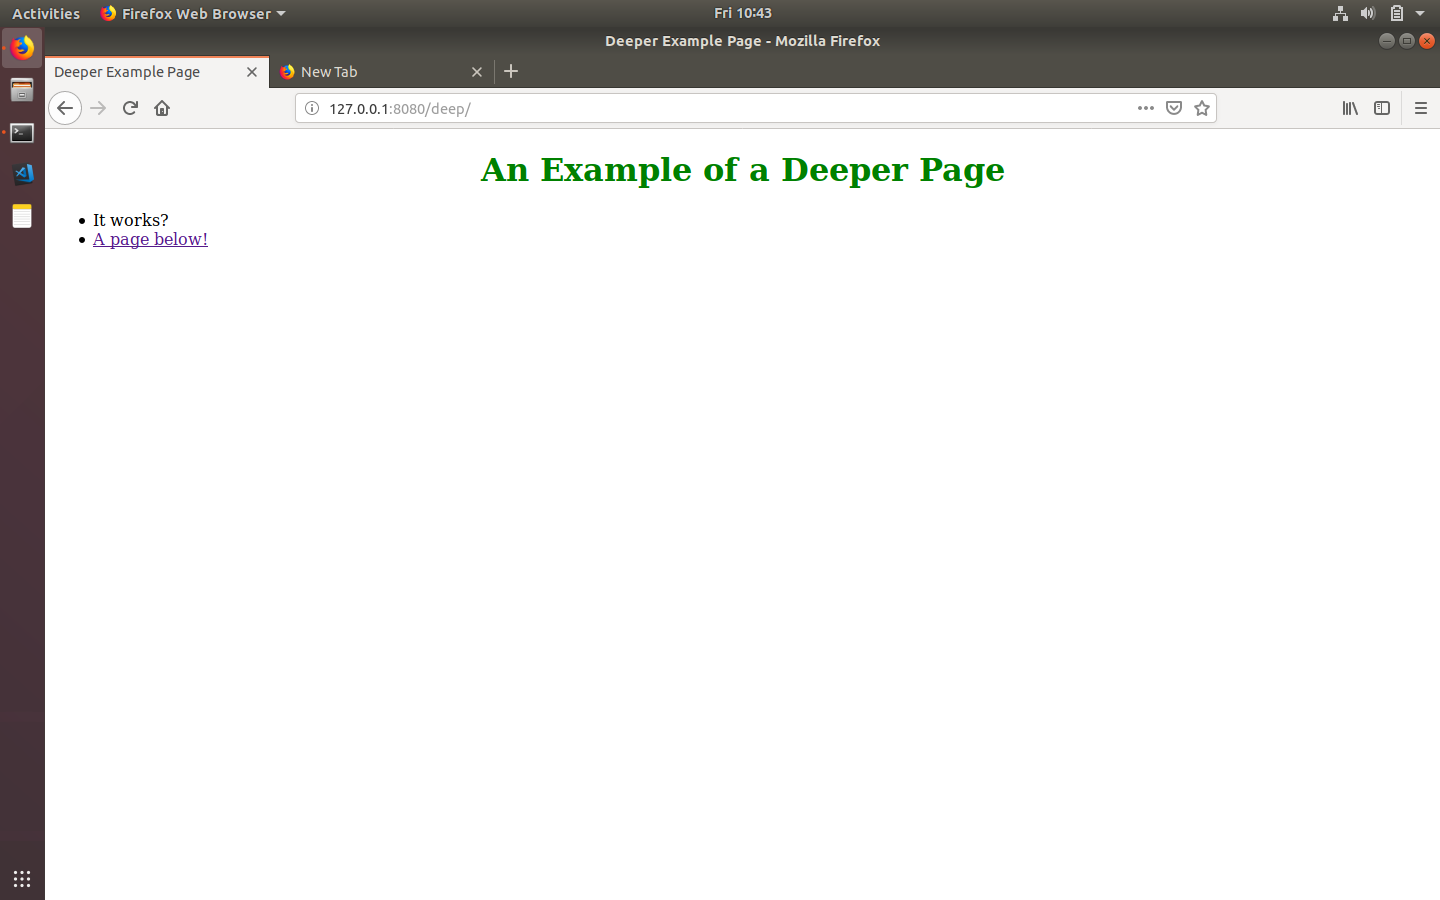 Activities Firefox Web Browser Fri 10:43
Deeper Example Page - Mozilla Firefox
Deeper Example Page New Tab
127.0.0.1:8080/deep/
An Example of a Deeper Page
It works?
A page below!